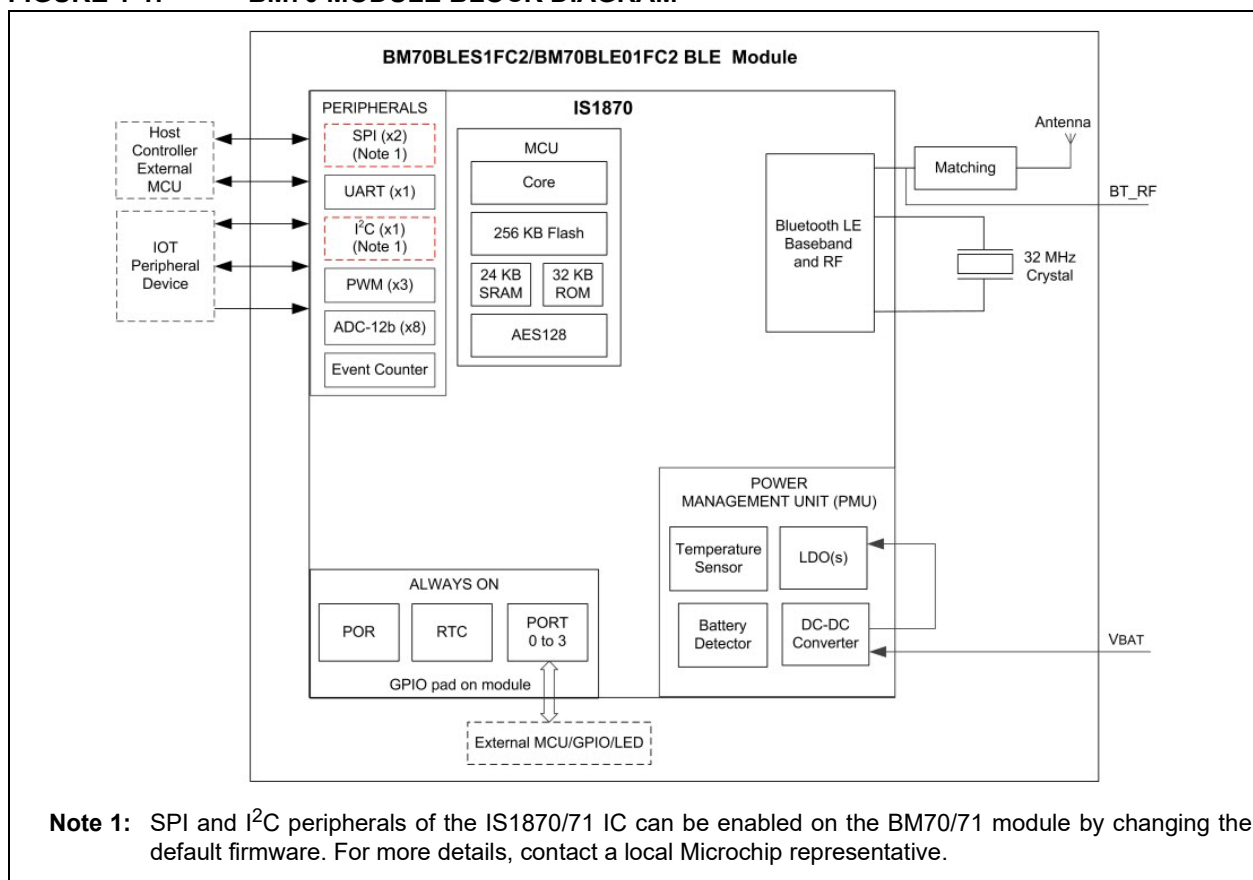 BM70BLES1FC2/BM70BLE01FC2 BLE Module
IS1870
PERIPHERALS
SPI (x2)
(Note 1)
UART (x1)
I²C (x1)
(Note 1)
PWM (x3)
ADC-12b (x8)
Event Counter
Host
Controller
External
MCU
IOT
Peripheral
Device
MCU
Core
256 KB Flash
24 KB
SRAM
32 KB
ROM
AES128
Bluetooth LE
Baseband
and RF
Matching
Antenna
BT_RF
32 MHz
Crystal
POWER
MANAGEMENT UNIT (PMU)
Temperature
Sensor
LDO(s)
Battery
Detector
DC-DC
Converter
VBAT
ALWAYS ON
POR
RTC
PORT
0 to 3
GPIO pad on module
External MCU/GPIO/LED
Note 1: SPI and I²C peripherals of the IS1870/71 IC can be enabled on the BM70/71 module by changing the
default firmware. For more details, contact a local Microchip representative.